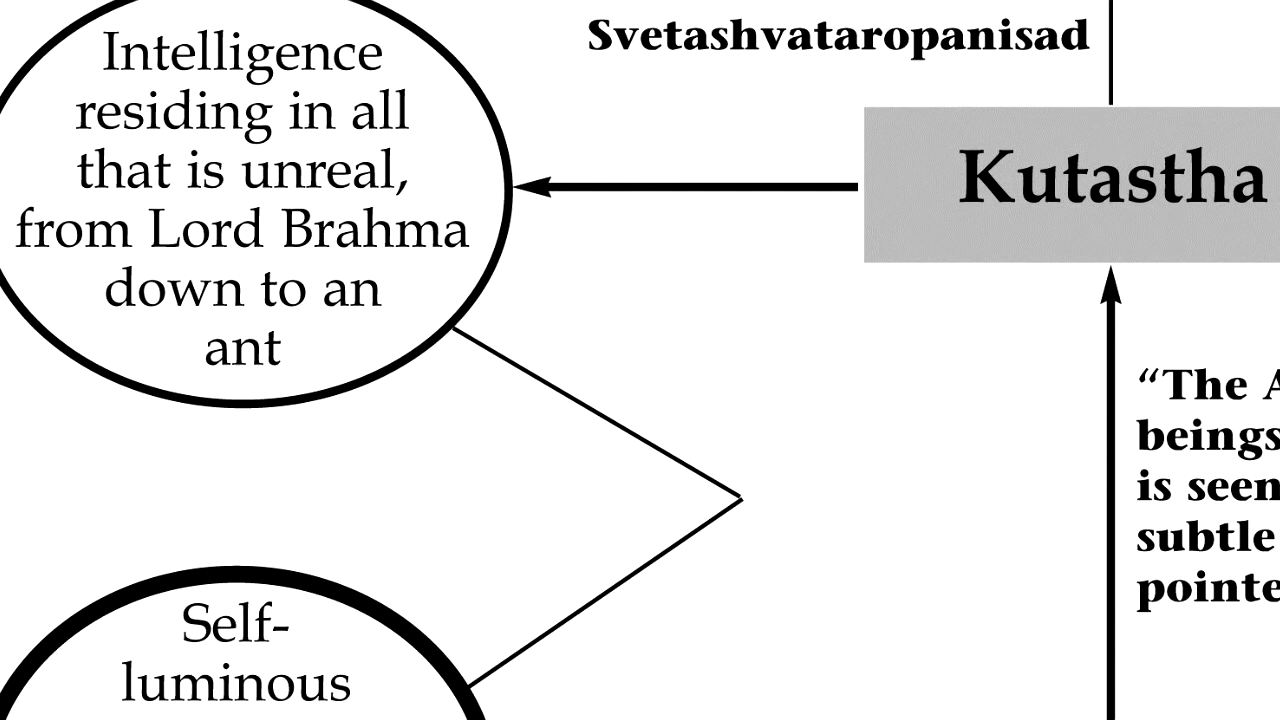 Svetashvataropanisad
Intelligence
residing in all
that is unreal,
from Lord Brahma
down to an
ant
Kutastha
“The
beings
is seen
subtle
pointe
Self-
luminous